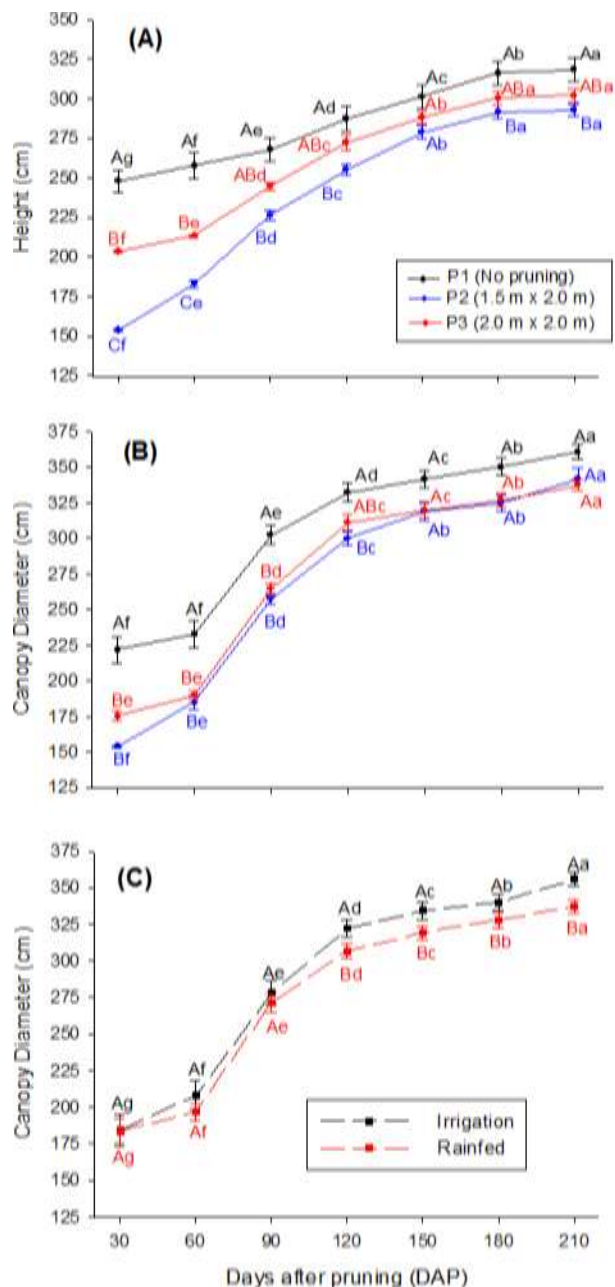 (A)
Height (cm)
350
325
300
275
250
225
200
175
150
125
Ag Af Ae Ad Ac Ab Aa
Bf Be ABd ABc Ab ABa ABa
Cf Ce Bd Bc Ab Ba Ba
P1 (No pruning)
P2 (1.5 m x 2.0 m)
P3 (2.0 m x 2.0 m)
(B)
Canopy Diameter (cm)
375
350
325
300
275
250
225
200
175
150
125
Af Af Ae Ad Ac Ab Aa
Be Be Bd ABc Ac Ab Aa
Bf Be Bd Bc Ab Ab Aa
(C)
Canopy Diameter (cm)
375
350
325
300
275
250
225
200
175
150
125
Ag Af Ae Ad Ac Ab Aa
Ag Af Ae Bd Bc Bb Ba
Irrigation
Rainfed
30 60 90 120 150 180 210
Days after pruning (DAP)